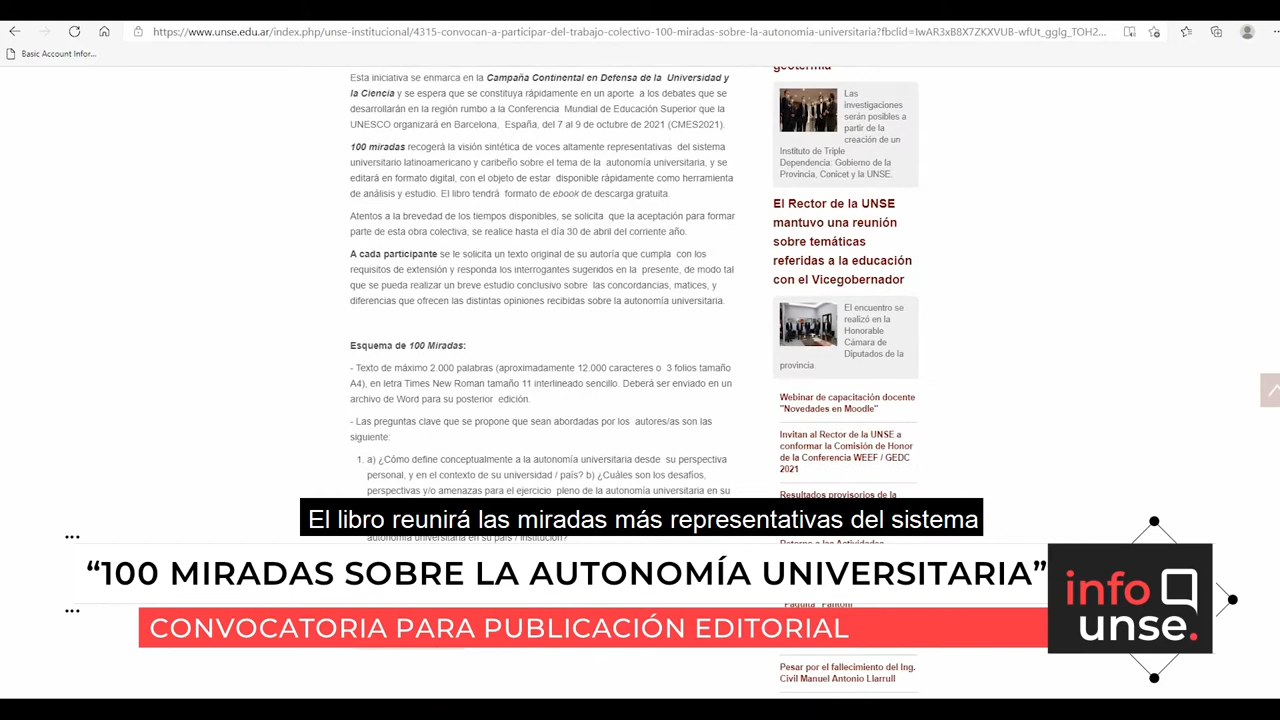 https://www.unse.edu.ar/index.php/unse-institucional/4315-convocan-a-participar-del-trabajo-colectivo-100-miradas-sobre-la-autonomia-universitaria?fbclid=IwAR3xB8X7ZKXVUB-wfUt_gglg_TOH2...
Basic Account Infor...
Esta iniciativa se enmarca en la Campaña Continental en Defensa de la Universidad y
la Ciencia y se espera que se constituya rápidamente en un aporte a los debates que se
desarrollarán en la región rumbo a la Conferencia Mundial de Educación Superior que la
UNESCO organizará en Barcelona, España, del 7 al 9 de octubre de 2021 (CMES2021).
100 miradas recogerá la visión sintética de voces altamente representativas del sistema
universitario latinoamericano y caribeño sobre el tema de la autonomía universitaria, y se
editará en formato digital, con el objeto de estar disponible rápidamente como herramienta
de análisis y estudio. El libro tendrá formato de ebook de descarga gratuita.
Atentos a la brevedad de los tiempos disponibles, se solicita que la aceptación para formar
parte de esta obra colectiva, se realice hasta el día 30 de abril del corriente año.
A cada participante se le solicita un texto original de su autoría que cumpla con los
requisitos de extensión y responda los interrogantes sugeridos en la presente, de modo tal
que se pueda realizar un breve estudio conclusivo sobre las concordancias, matices, y
diferencias que ofrecen las distintas opiniones recibidas sobre la autonomía universitaria.
Esquema de 100 Miradas:
- Texto de máximo 2.000 palabras (aproximadamente 12.000 caracteres o 3 folios tamaño
A4), en letra Times New Roman tamaño 11 interlineado sencillo. Deberá ser enviado en un
archivo de Word para su posterior edición.
- Las preguntas clave que se propone que sean abordadas por los autores/as son las
siguiente:
1. a) ¿Cómo define conceptualmente a la autonomía universitaria desde su perspectiva
personal, y en el contexto de su universidad / país? b) ¿Cuáles son los desafíos,
perspectivas y/o amenazas para el ejercicio pleno de la autonomía universitaria en su
autonomía universitaria en su país / institución?
geotermia
Las
investigaciones
serán posibles a
partir de la
creación de un
Instituto de Triple
Dependencia: Gobierno de la
Provincia, Conicet y la UNSE.
El Rector de la UNSE
mantuvo una reunión
sobre temáticas
referidas a la educación
con el Vicegobernador
El encuentro se
realizó en la
Honorable
Cámara de
Diputados de la
provincia.
Webinar de capacitación docente
"Novedades en Moodle"
Invitan al Rector de la UNSE a
conformar la Comisión de Honor
de la Conferencia WEEF / GEDC
2021
Resultados provisorios de la
Retorno a las Actividades
"Paquita" Fantoni
Pesar por el fallecimiento del Ing.
Civil Manuel Antonio Llarrull
El libro reunirá las miradas más representativas del sistema
“100 MIRADAS SOBRE LA AUTONOMÍA UNIVERSITARIA”
CONVOCATORIA PARA PUBLICACIÓN EDITORIAL
info
unse.